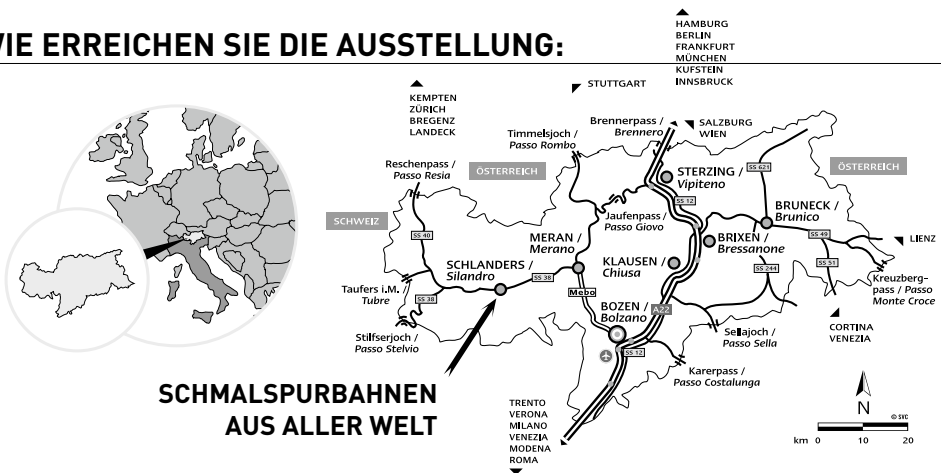 WIE ERREICHEN SIE DIE AUSSTELLUNG:
HAMBURG
BERLIN
FRANKFURT
MÜNCHEN
KUFSTEIN
INNSBRUCK
STUTTGART
KEMPTEN
ZÜRICH
BREGENZ
LANDECK
Timmelsjoch /
Passo Rombo
Brennerpass /
Brennero
SALZBURG
WIEN
Reschenpass /
Passo Resia
ÖSTERREICH
STERZING /
Vipiteno
SS 621
ÖSTERREICH
SS 12
SCHWEIZ
Jaufenpass /
Passo Giovo
BRUNECK /
Brunico
SS 40
MERAN /
Merano
BRIXEN /
Bressanone
SS 49
LIENZ
SCHLANDERS /
Silandro
SS 38
KLAUSEN /
Chiusa
SS 244
SS 51
Taufers i.M.
Tubre
SS 38
Mebo
Kreuzberg-
pass / Passo
Monte Croce
BOZEN /
Bolzano
A22
Stilfserjoch /
Passo Stelvio
SS 12
Sellajoch /
Passo Sella
CORTINA
VENEZIA
Karerpass /
Passo Costalunga
SCHMALSPURBAHNEN
AUS ALLER WELT
TRENTO
VERONA
MILANO
VENEZIA
MODENA
ROMA
N
© SVC
km 0 10 20